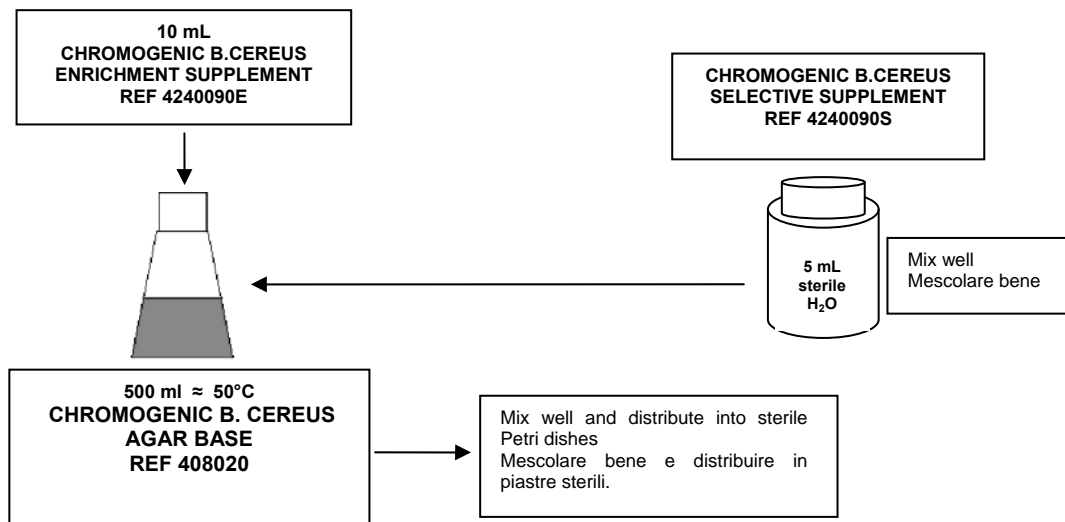 10 mL
CHROMOGENIC B.CEREUS
ENRICHMENT SUPPLEMENT
REF 4240090E
CHROMOGENIC B.CEREUS
SELECTIVE SUPPLEMENT
REF 4240090S
5 mL
sterile
H₂O
Mix well
Mescolare bene
500 ml ≈ 50°C
CHROMOGENIC B. CEREUS
AGAR BASE
REF 408020
Mix well and distribute into sterile
Petri dishes
Mescolare bene e distribuire in
piastre sterili.